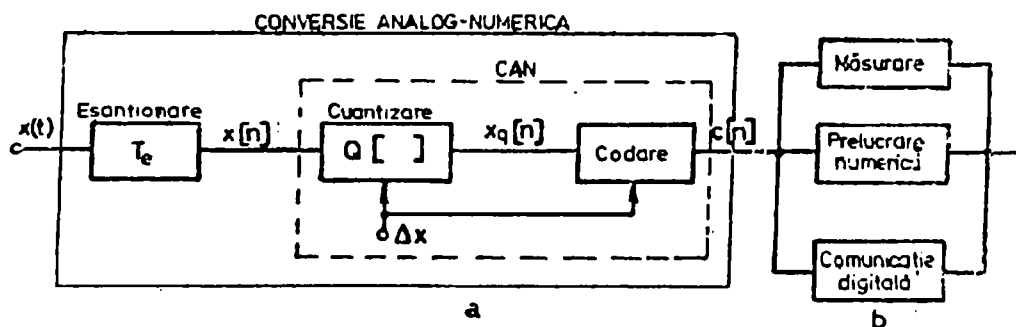 CONVERSIE ANALOG-NUMERICA
CAN
Esantionare
Cuantizare
x(t)
Te
x[n]
Q [ ]
xq[n]
Codare
c[n]
Δx
a
Măsurare
Prelucrare
numerică
Comunicație
digitală
b